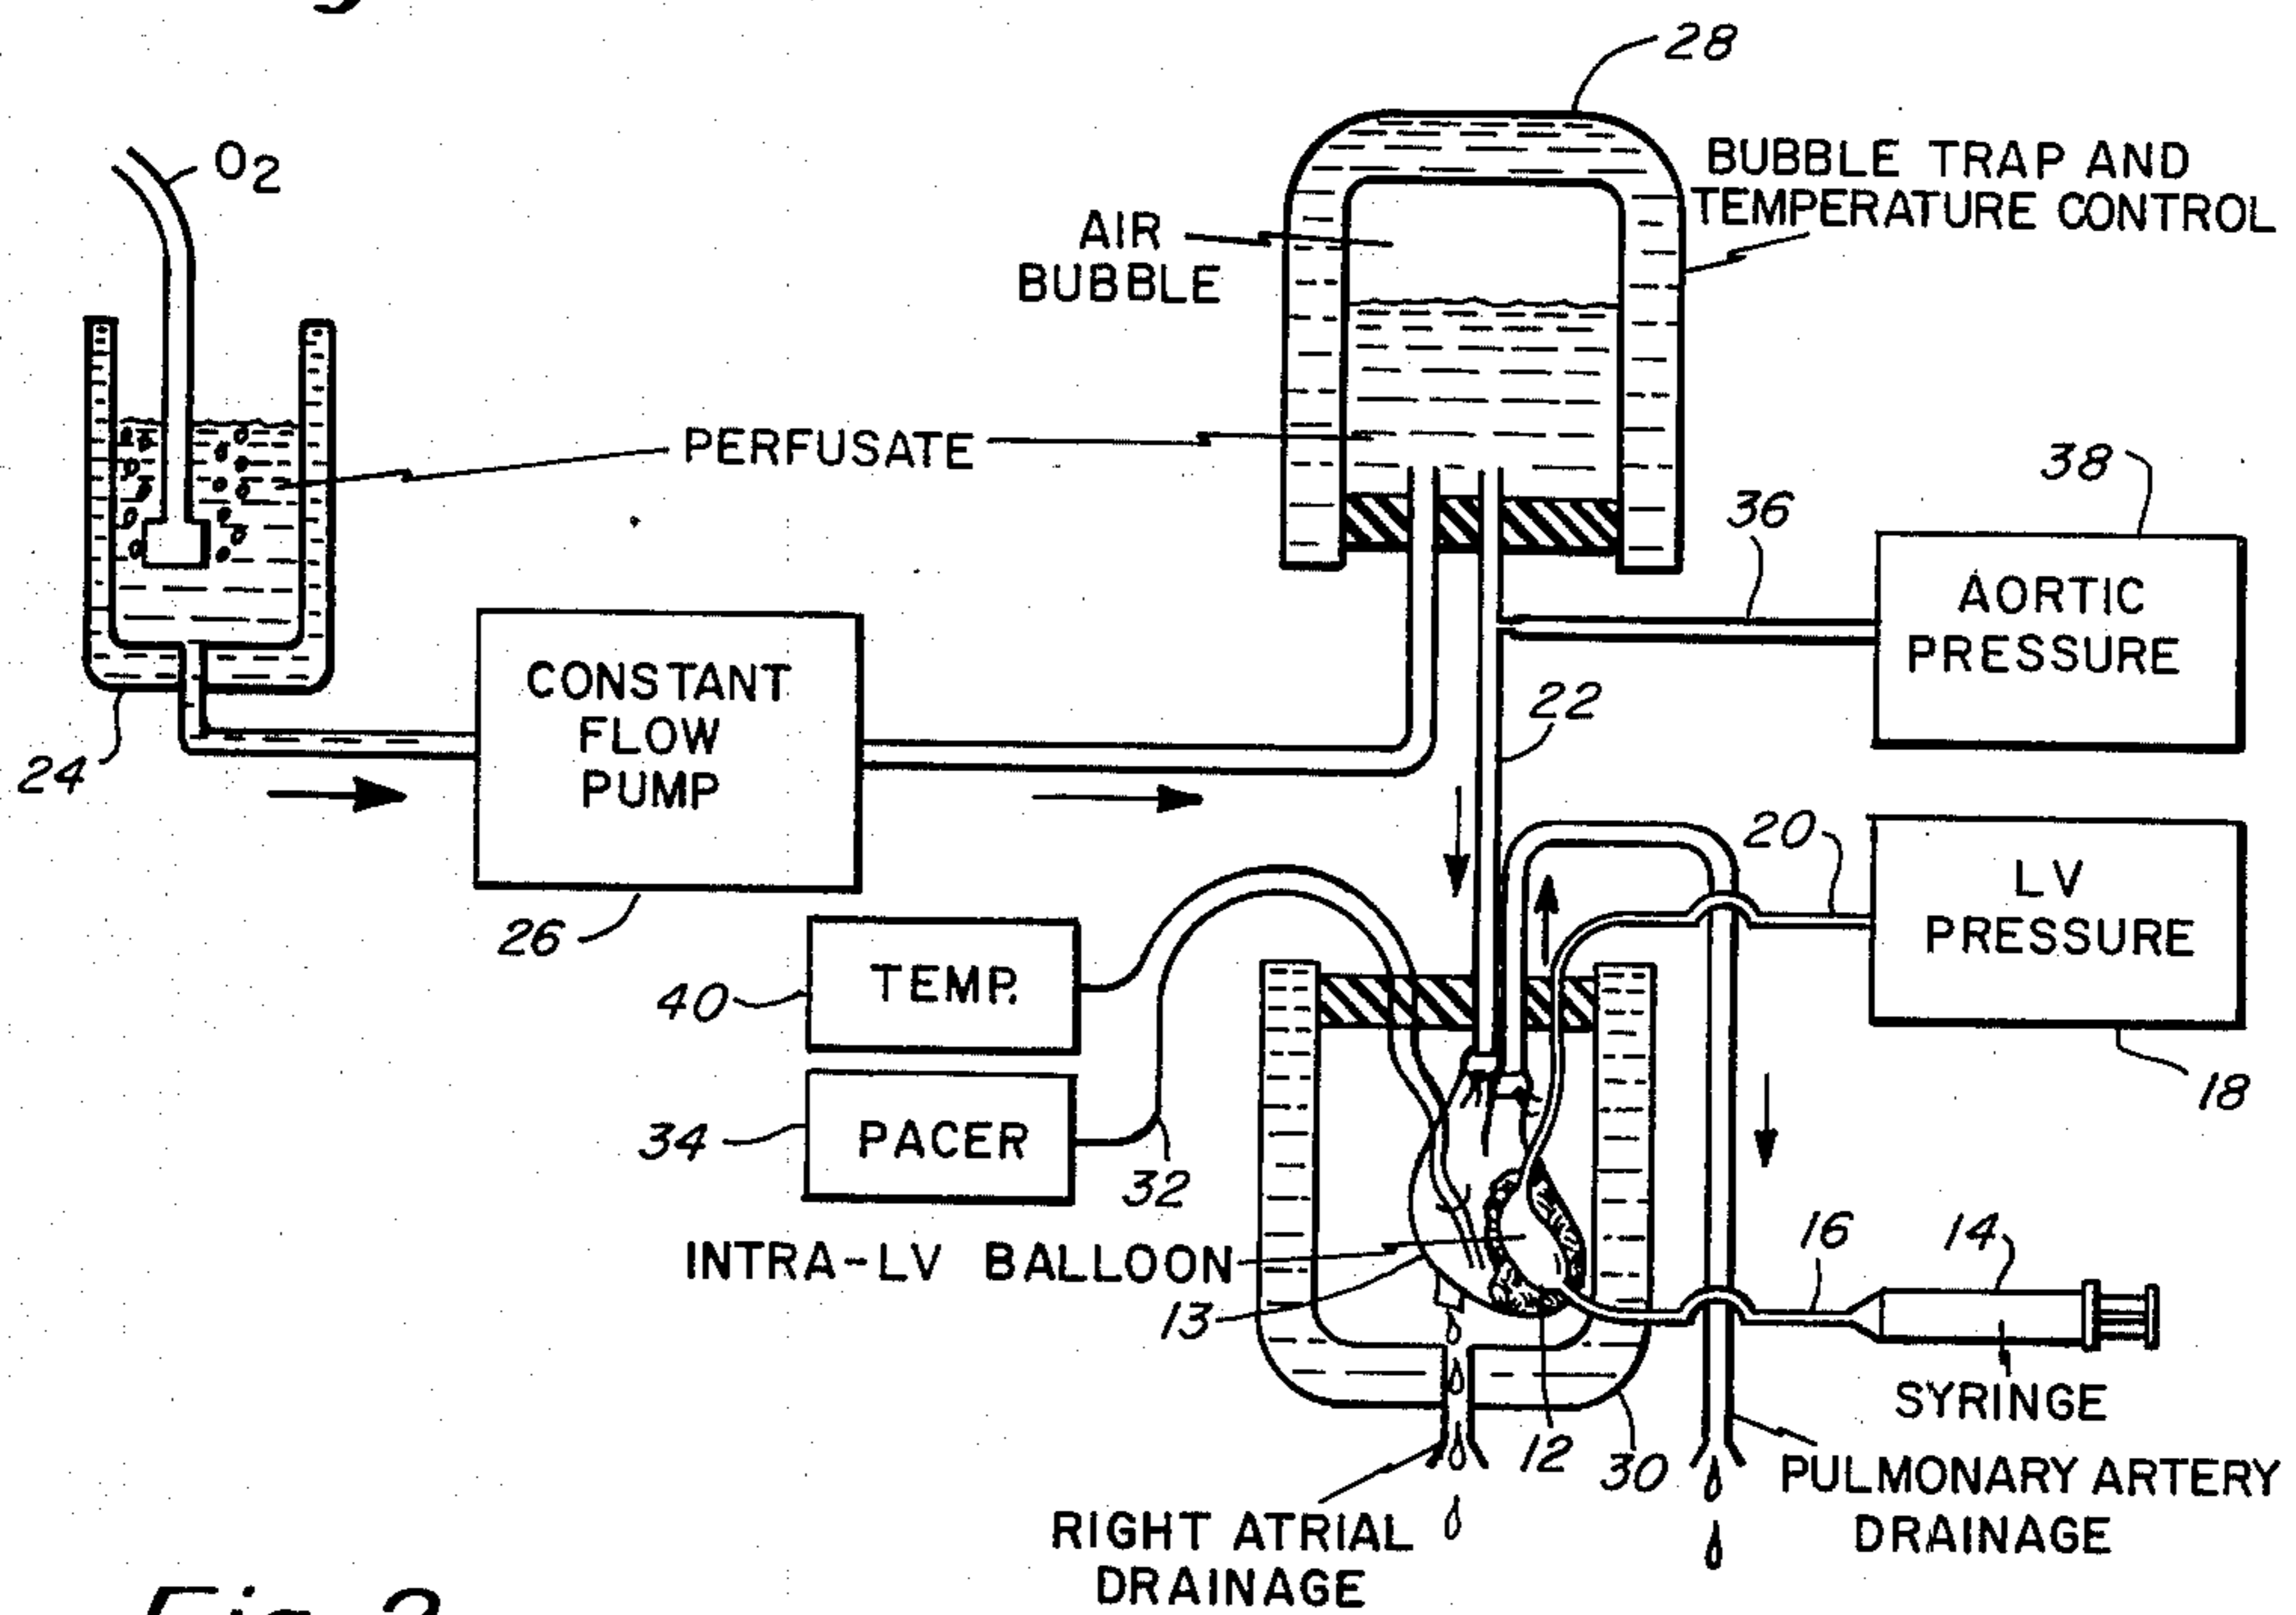 28
O2
BUBBLE TRAP AND
TEMPERATURE CONTROL
AIR
BUBBLE
PERFUSATE
38
36
AORTIC
PRESSURE
CONSTANT
FLOW
PUMP
22
24
20
LV
PRESSURE
26
40
TEMP.
18
34
PACER
32
16
14
INTRA-LV BALLOON
13
SYRINGE
12
30
PULMONARY ARTERY
DRAINAGE
RIGHT ATRIAL
DRAINAGE